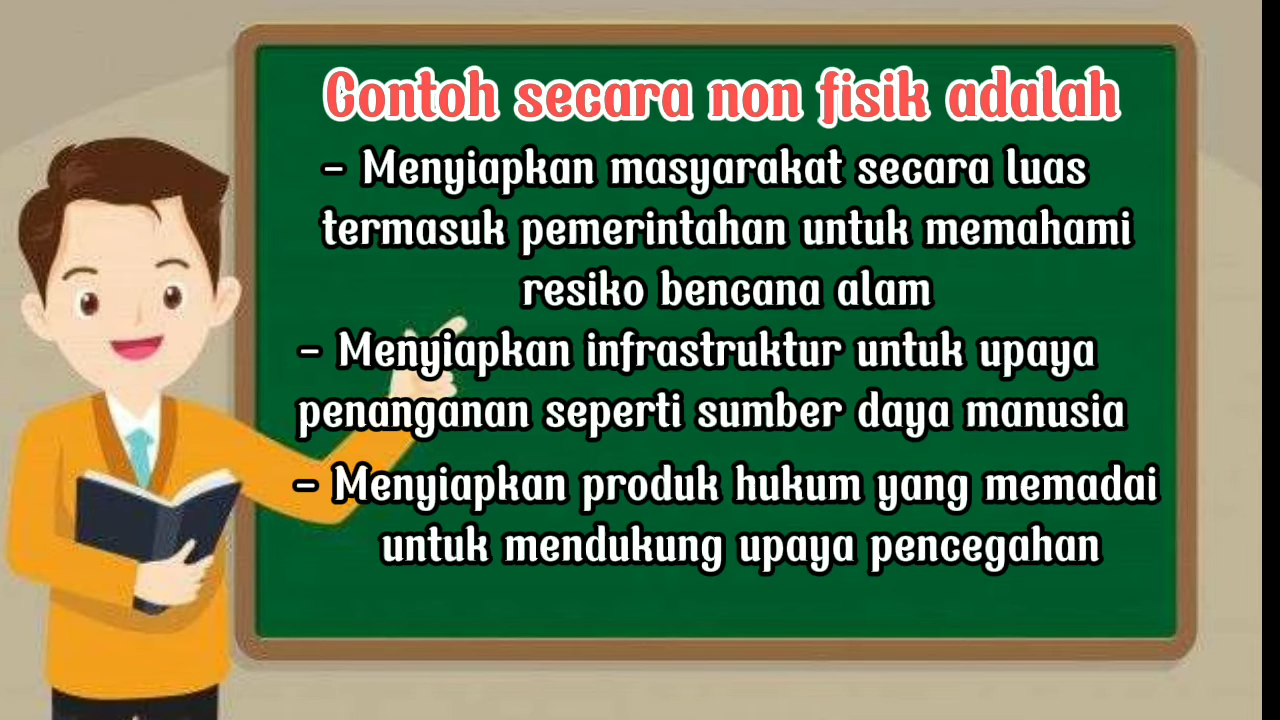 Contoh secara non fisik adalah
- Menyiapkan masyarakat secara luas
termasuk pemerintahan untuk memahami
resiko bencana alam
- Menyiapkan infrastruktur untuk upaya
penanganan seperti sumber daya manusia
- Menyiapkan produk hukum yang memadai
untuk mendukung upaya pencegahan